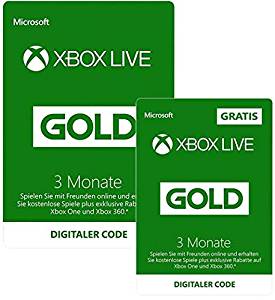 Microsoft
XBOX LIVE
GOLD
3 Monate
Spielen Sie mit Freunden online und erhalten
Sie kostenlose Spiele plus exklusive Rabatte auf
Xbox One und Xbox 360.*
DIGITALER CODE
Microsoft
GRATIS
XBOX LIVE
GOLD
3 Monate
Spielen Sie mit Freunden online und erhalten
Sie kostenlose Spiele plus exklusive Rabatte auf
Xbox One und Xbox 360.*
DIGITALER CODE